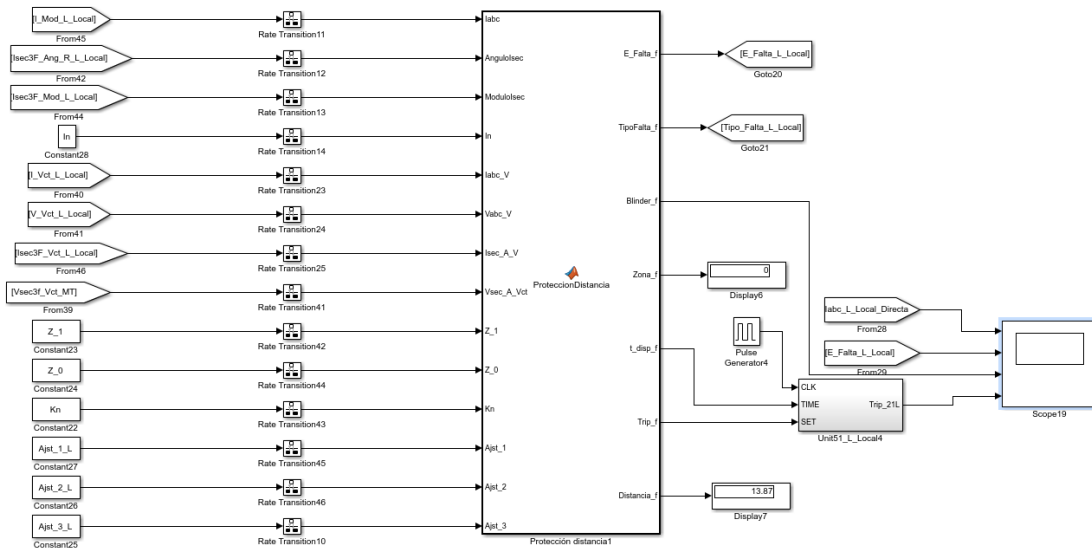 [I_Mod_L_Local]
From45
Rate Transition11
Iabc
[Isec3F_Ang_R_L_Local]
From42
Rate Transition12
AnguloIsec
[Isec3F_Mod_L_Local]
From44
Rate Transition13
ModuloIsec
In
Constant28
Rate Transition14
In
[I_Vct_L_Local]
From40
Rate Transition23
Iabc_V
[V_Vct_L_Local]
From41
Rate Transition24
Vabc_V
[Isec3F_Vct_L_Local]
From46
Rate Transition25
Isec_A_V
[Vsec3f_Vct_MT]
From39
Rate Transition41
Vsec_A_Vct
Z_1
Constant23
Rate Transition42
Z_1
Z_0
Constant24
Rate Transition44
Z_0
Kn
Constant22
Rate Transition43
Kn
Ajst_1_L
Constant27
Rate Transition45
Ajst_1
Ajst_2_L
Constant26
Rate Transition46
Ajst_2
Ajst_3_L
Constant25
Rate Transition10
Ajst_3
ProteccionDistancia
Protección distancia1
E_Falta_f
[E_Falta_L_Local]
Goto20
TipoFalta_f
[Tipo_Falta_L_Local]
Goto21
Blinder_f
Zona_f
0
Display6
t_disp_f
Pulse
Generator4
Trip_f
Distancia_f
13.87
Display7
Iabc_L_Local_Directa
From28
[E_Falta_L_Local]
From29
CLK
TIME
SET
Trip_21L
Unit51_L_Local4
Scope19